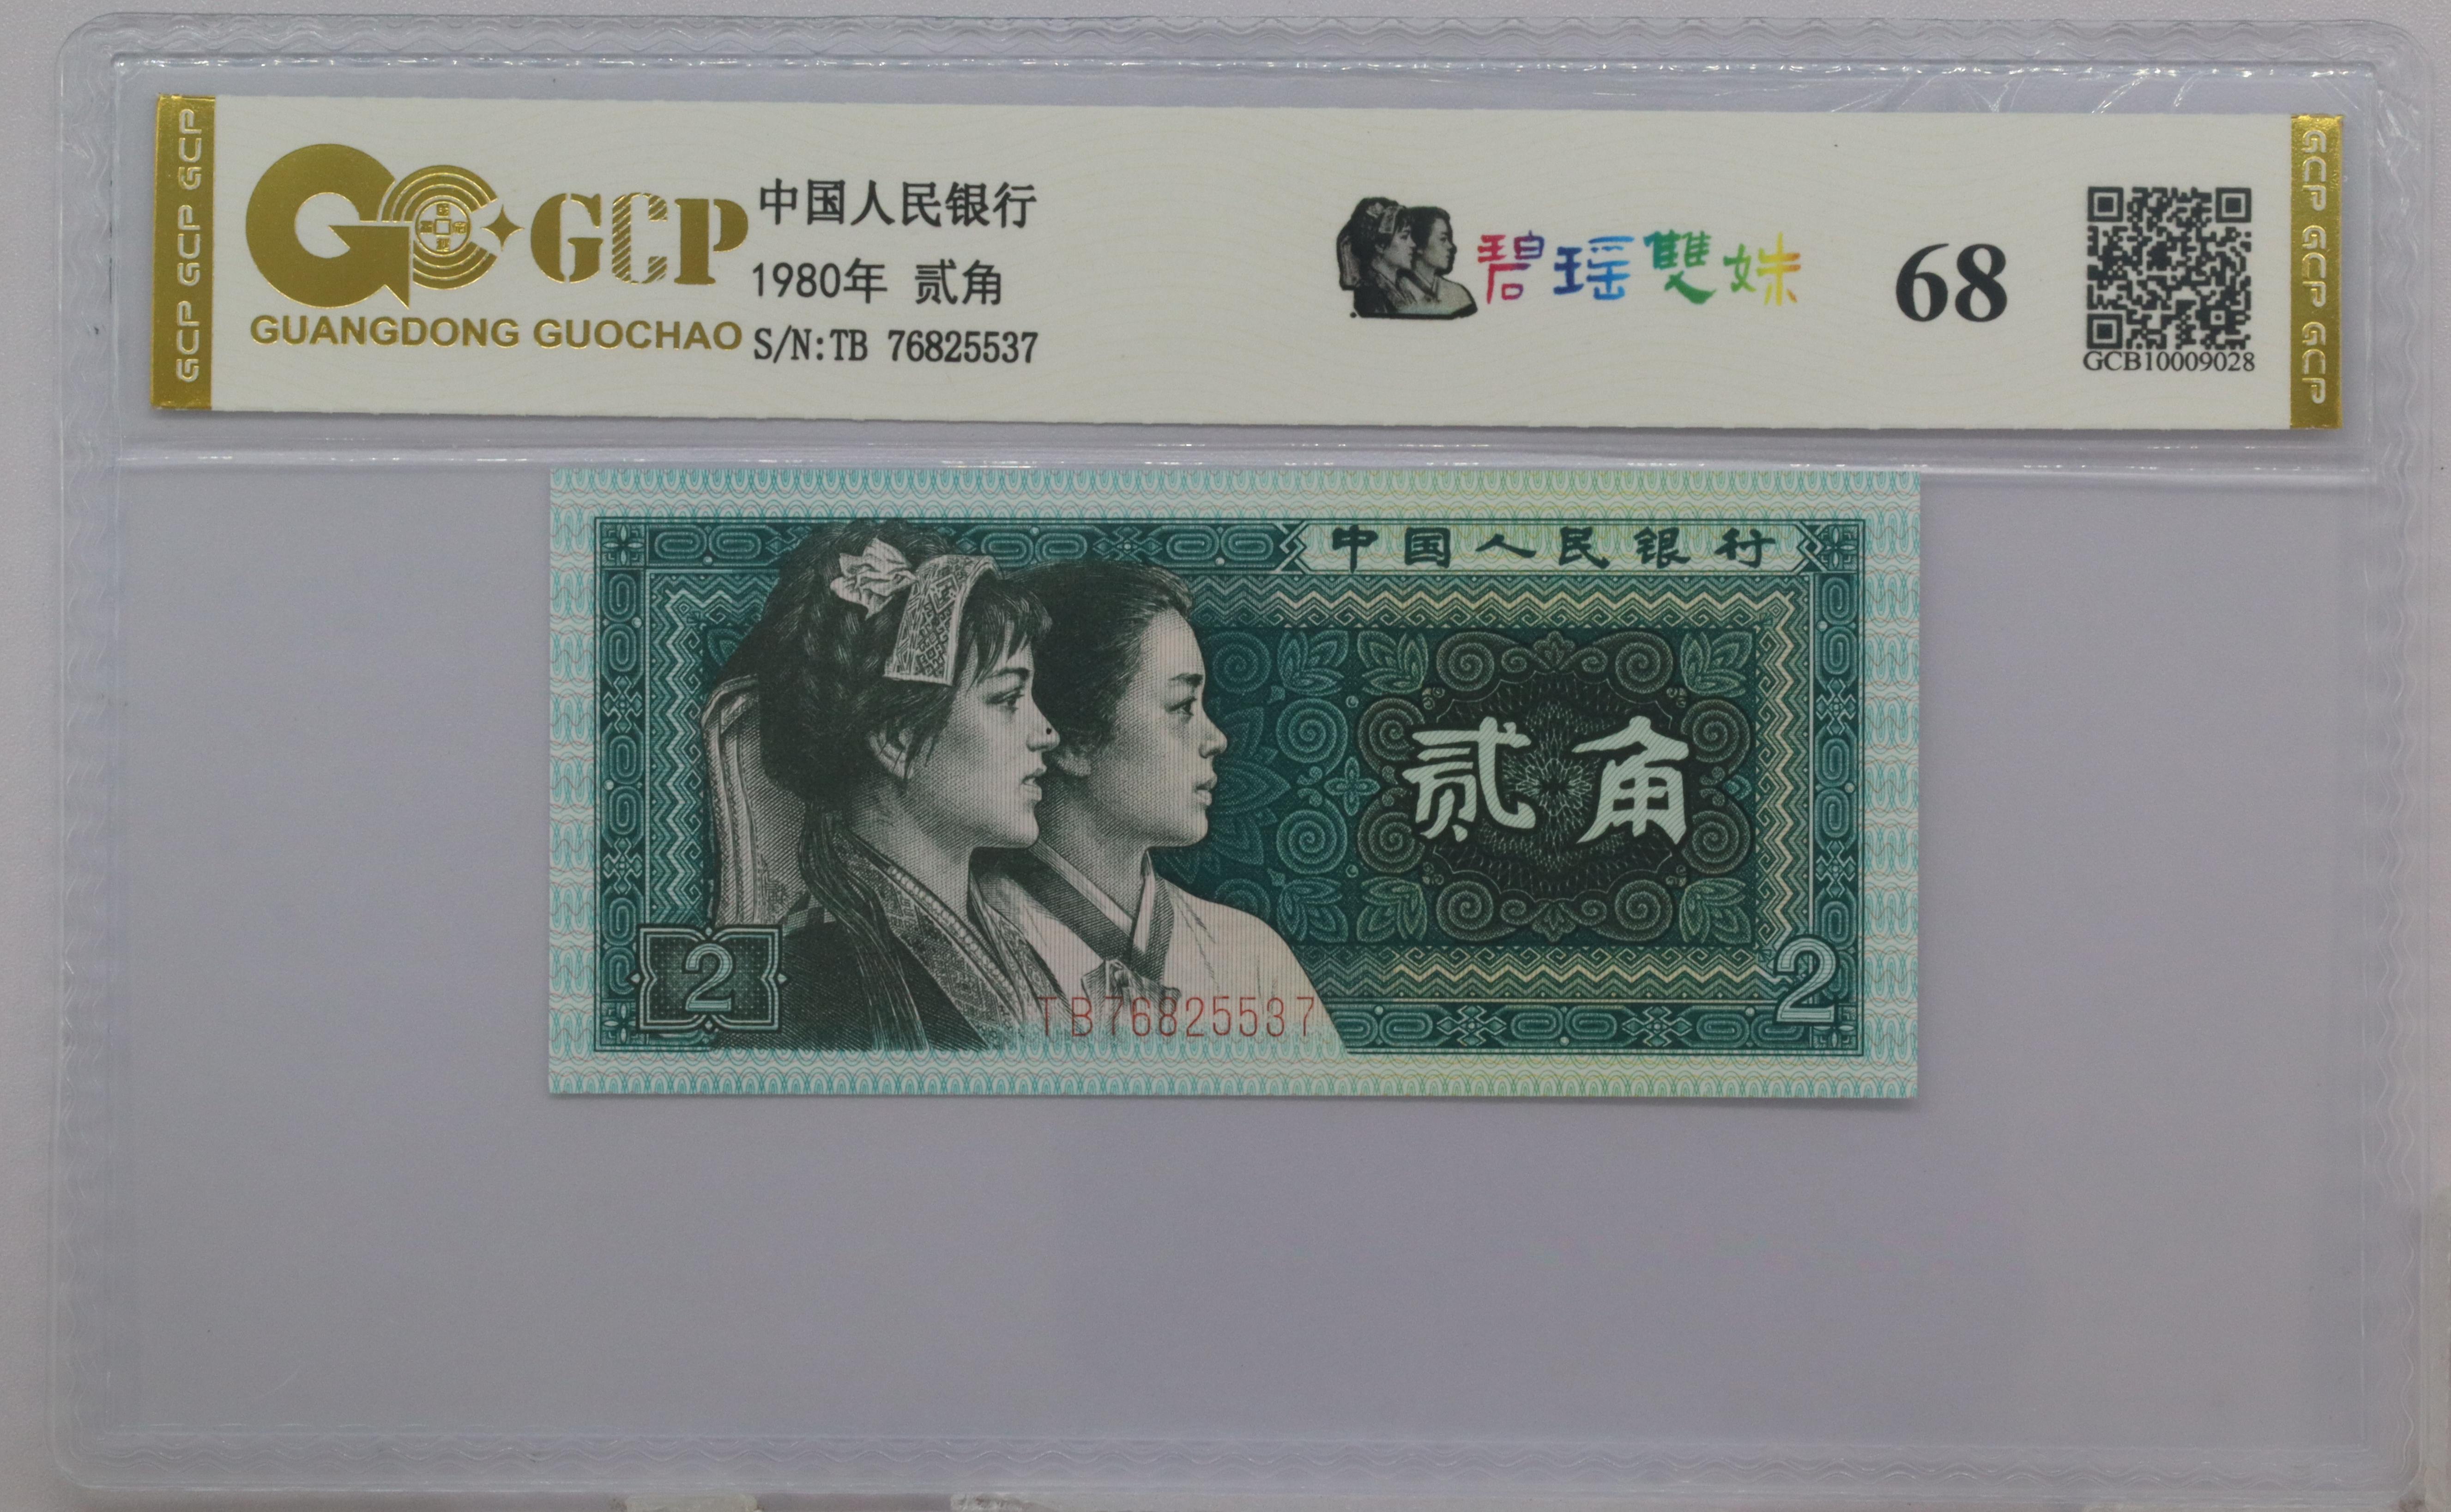 GCP GCP GCP
GCP
GUANGDONG GUOCHAO
中国人民银行
1980年 贰角
S/N:TB 76825537
碧瑶雙姝
68
GCB10009028
GCP GCP GCP
中国人民银行
贰角
2
2
TB76825537